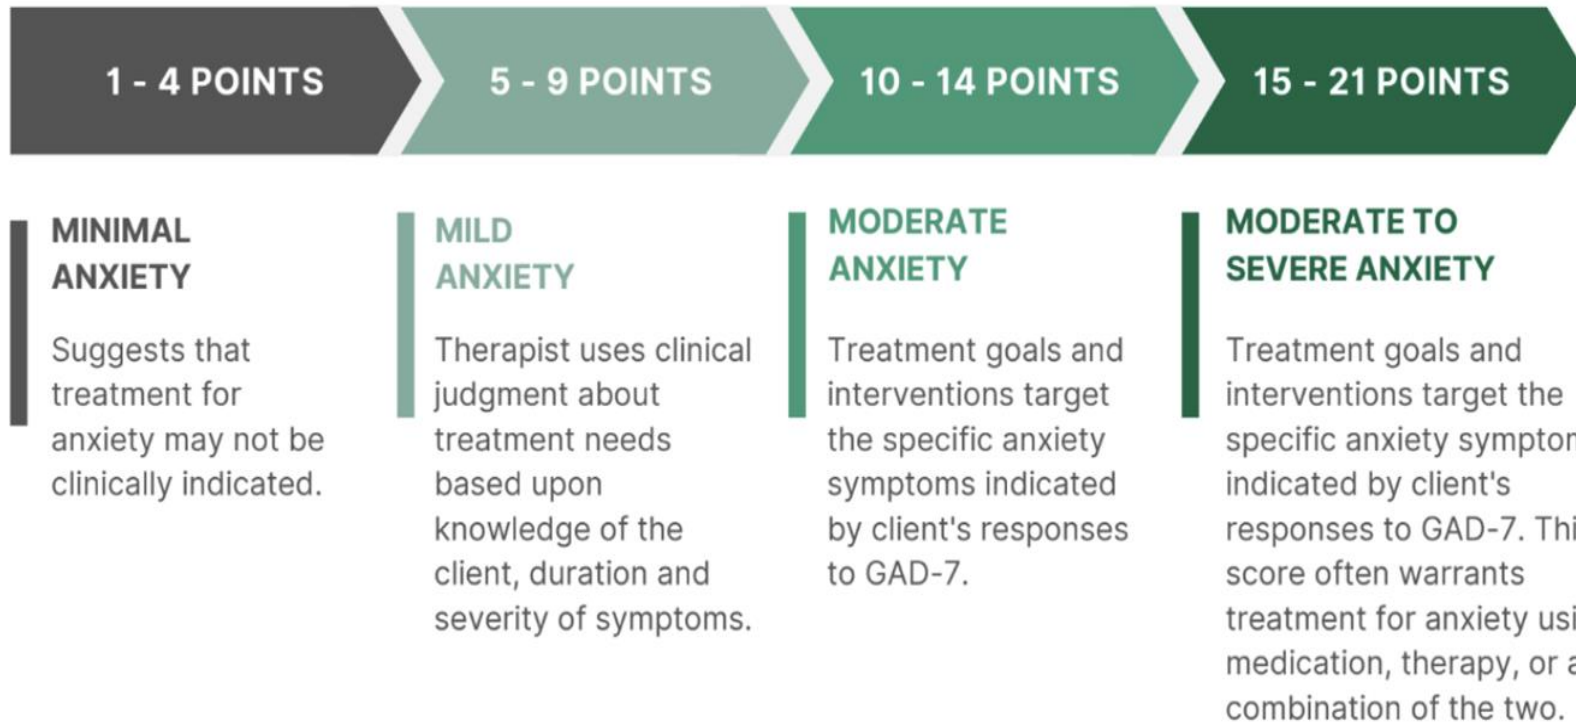 1 - 4 POINTS
5 - 9 POINTS
10 - 14 POINTS
15 - 21 POINTS
MINIMAL
ANXIETY
Suggests that
treatment for
anxiety may not be
clinically indicated.
MILD
ANXIETY
Therapist uses clinical
judgment about
treatment needs
based upon
knowledge of the
client, duration and
severity of symptoms.
MODERATE
ANXIETY
Treatment goals and
interventions target
the specific anxiety
symptoms indicated
by client's responses
to GAD-7.
MODERATE TO
SEVERE ANXIETY
Treatment goals and
interventions target the
specific anxiety
indicated by client's
responses to GAD-7.
score often warrants
treatment for anxiety
medication, therapy, or
combination of the two.